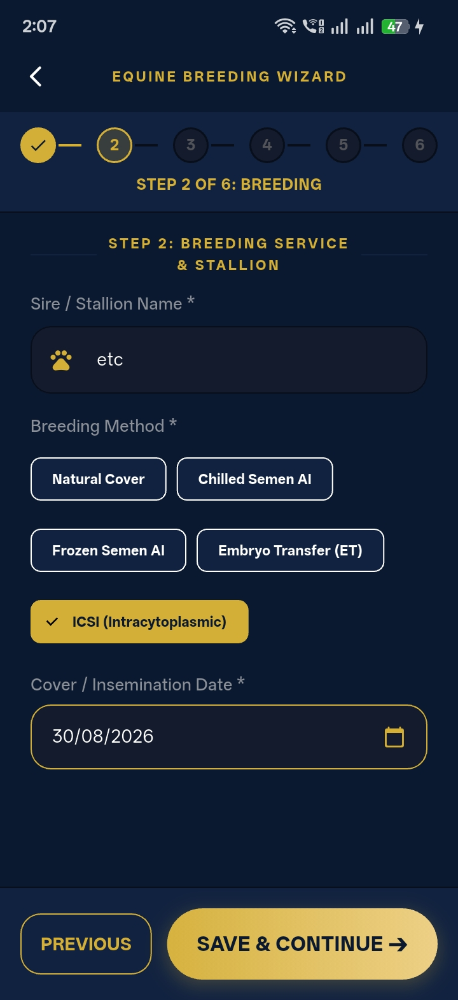 2:07
1
2
47
EQUINE BREEDING WIZARD
2 3 4 5 6
STEP 2 OF 6: BREEDING
STEP 2: BREEDING SERVICE
& STALLION
Sire / Stallion Name *
etc
Breeding Method *
Natural Cover Chilled Semen AI
Frozen Semen AI Embryo Transfer (ET)
ICSI (Intracytoplasmic)
Cover / Insemination Date *
30/08/2026
PREVIOUS SAVE & CONTINUE →